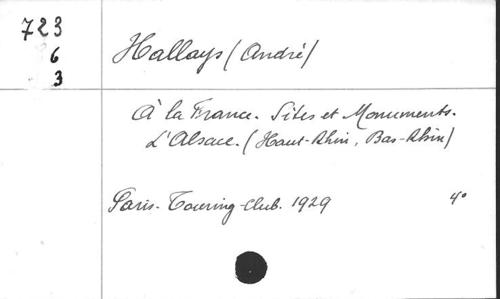 723
6
3
Hallays (André)
À la France. Sites et Monuments.
L'Alsace. (Haut-Rhin, Bas-Rhin)
Paris. Touring-Club. 1929 4°